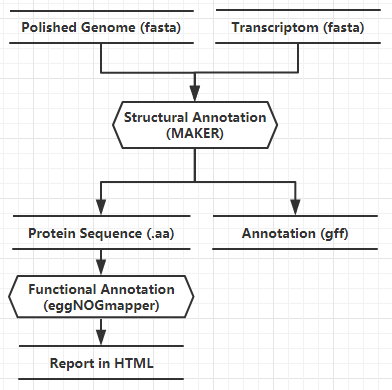 Polished Genome (fasta)
Transcriptom (fasta)
Structural Annotation
(MAKER)
Protein Sequence (.aa)
Annotation (gff)
Functional Annotation
(eggNOGmapper)
Report in HTML